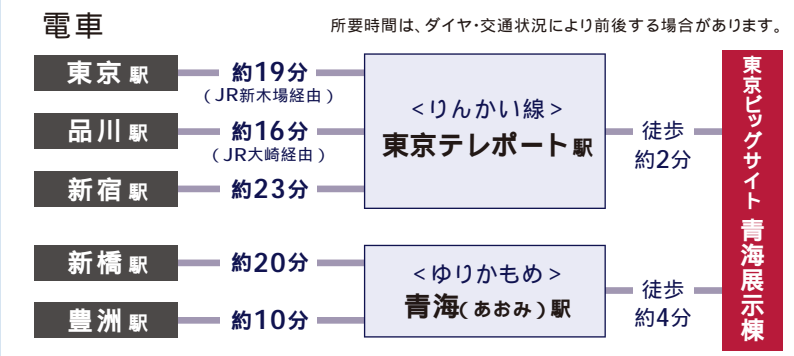 電車
所要時間は、ダイヤ・交通状況により前後する場合があります。
東京駅
約19分
(JR新木場経由)
品川駅
約16分
(JR大崎経由)
新宿駅
約23分
<りんかい線>
東京テレポート駅
徒歩
約2分
新橋駅
約20分
豊洲駅
約10分
<ゆりかもめ>
青海(あおみ)駅
徒歩
約4分
東京ビッグサイト 青海展示棟